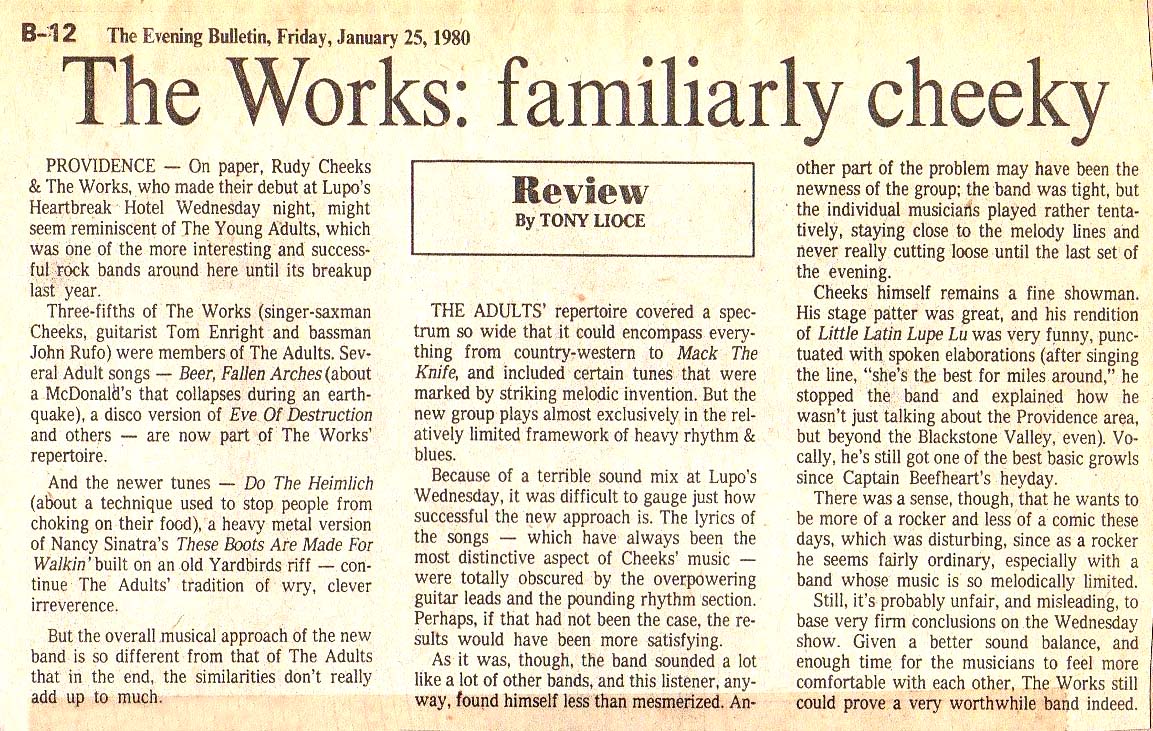 B-12 The Evening Bulletin, Friday, January 25, 1980
The Works: familiarly cheeky
PROVIDENCE — On paper, Rudy Cheeks
& The Works, who made their debut at Lupo's
Heartbreak Hotel Wednesday night, might
seem reminiscent of The Young Adults, which
was one of the more interesting and success-
ful rock bands around here until its breakup
last year.
Three-fifths of The Works (singer-saxman
Cheeks, guitarist Tom Enright and bassman
John Rufo) were members of The Adults. Sev-
eral Adult songs — Beer, Fallen Arches (about
a McDonald's that collapses during an earth-
quake), a disco version of Eve Of Destruction
and others — are now part of The Works'
repertoire.
And the newer tunes — Do The Heimlich
(about a technique used to stop people from
choking on their food), a heavy metal version
of Nancy Sinatra's These Boots Are Made For
Walkin' built on an old Yardbirds riff — con-
tinue The Adults' tradition of wry, clever
irreverence.
But the overall musical approach of the new
band is so different from that of The Adults
that in the end, the similarities don't really
add up to much.
Review
By TONY LIOCE
THE ADULTS' repertoire covered a spec-
trum so wide that it could encompass every-
thing from country-western to Mack The
Knife, and included certain tunes that were
marked by striking melodic invention. But the
new group plays almost exclusively in the rel-
atively limited framework of heavy rhythm &
blues.
Because of a terrible sound mix at Lupo's
Wednesday, it was difficult to gauge just how
successful the new approach is. The lyrics of
the songs — which have always been the
most distinctive aspect of Cheeks' music —
were totally obscured by the overpowering
guitar leads and the pounding rhythm section.
Perhaps, if that had not been the case, the re-
sults would have been more satisfying.
As it was, though, the band sounded a lot
like a lot of other bands, and this listener, any-
way, found himself less than mesmerized. An-
other part of the problem may have been the
newness of the group; the band was tight, but
the individual musicians played rather tenta-
tively, staying close to the melody lines and
never really cutting loose until the last set of
the evening.
Cheeks himself remains a fine showman.
His stage patter was great, and his rendition
of Little Latin Lupe Lu was very funny, punc-
tuated with spoken elaborations (after singing
the line, "she's the best for miles around," he
stopped the band and explained how he
wasn't just talking about the Providence area,
but beyond the Blackstone Valley, even). Vo-
cally, he's still got one of the best basic growls
since Captain Beefheart's heyday.
There was a sense, though, that he wants to
be more of a rocker and less of a comic these
days, which was disturbing, since as a rocker
he seems fairly ordinary, especially with a
band whose music is so melodically limited.
Still, it's probably unfair, and misleading, to
base very firm conclusions on the Wednesday
show. Given a better sound balance, and
enough time for the musicians to feel more
comfortable with each other, The Works still
could prove a very worthwhile band indeed.